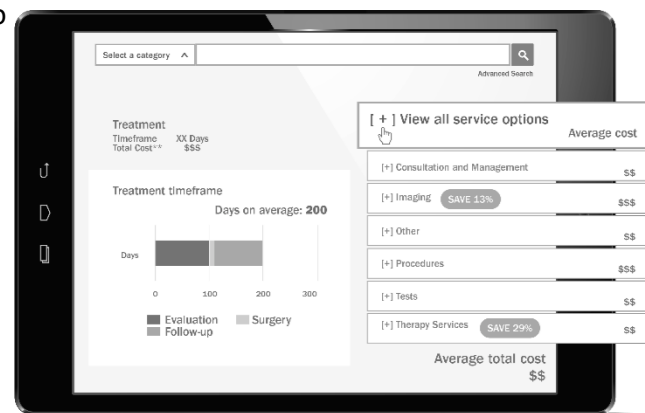 Select a category
Advanced Search
Treatment
Timeframe XX Days
Total Cost** $$$
Treatment timeframe
Days on average: 200
Days
0 100 200 300
Evaluation Surgery
Follow-up
[ + ] View all service options
Average cost
[+] Consultation and Management $$
[+] Imaging SAVE 13% $$$
[+] Other $$
[+] Procedures $$$
[+] Tests $$
[+] Therapy Services SAVE 29% $$
Average total cost
$$